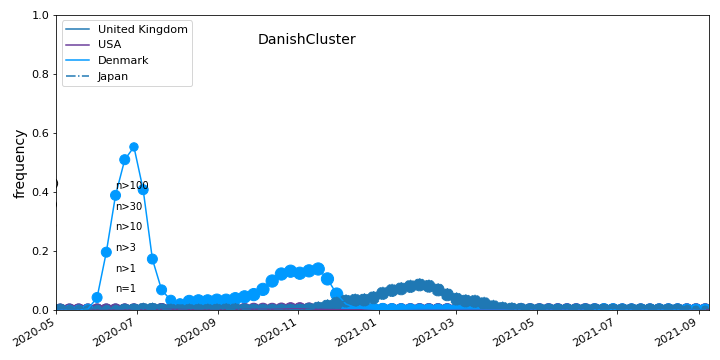 DanishCluster
United Kingdom
USA
Denmark
Japan
frequency
1.0
0.8
0.6
0.4
0.2
0.0
n>100
n>30
n>10
n>3
n>1
n=1
2020-05
2020-07
2020-09
2020-11
2021-01
2021-03
2021-05
2021-07
2021-09